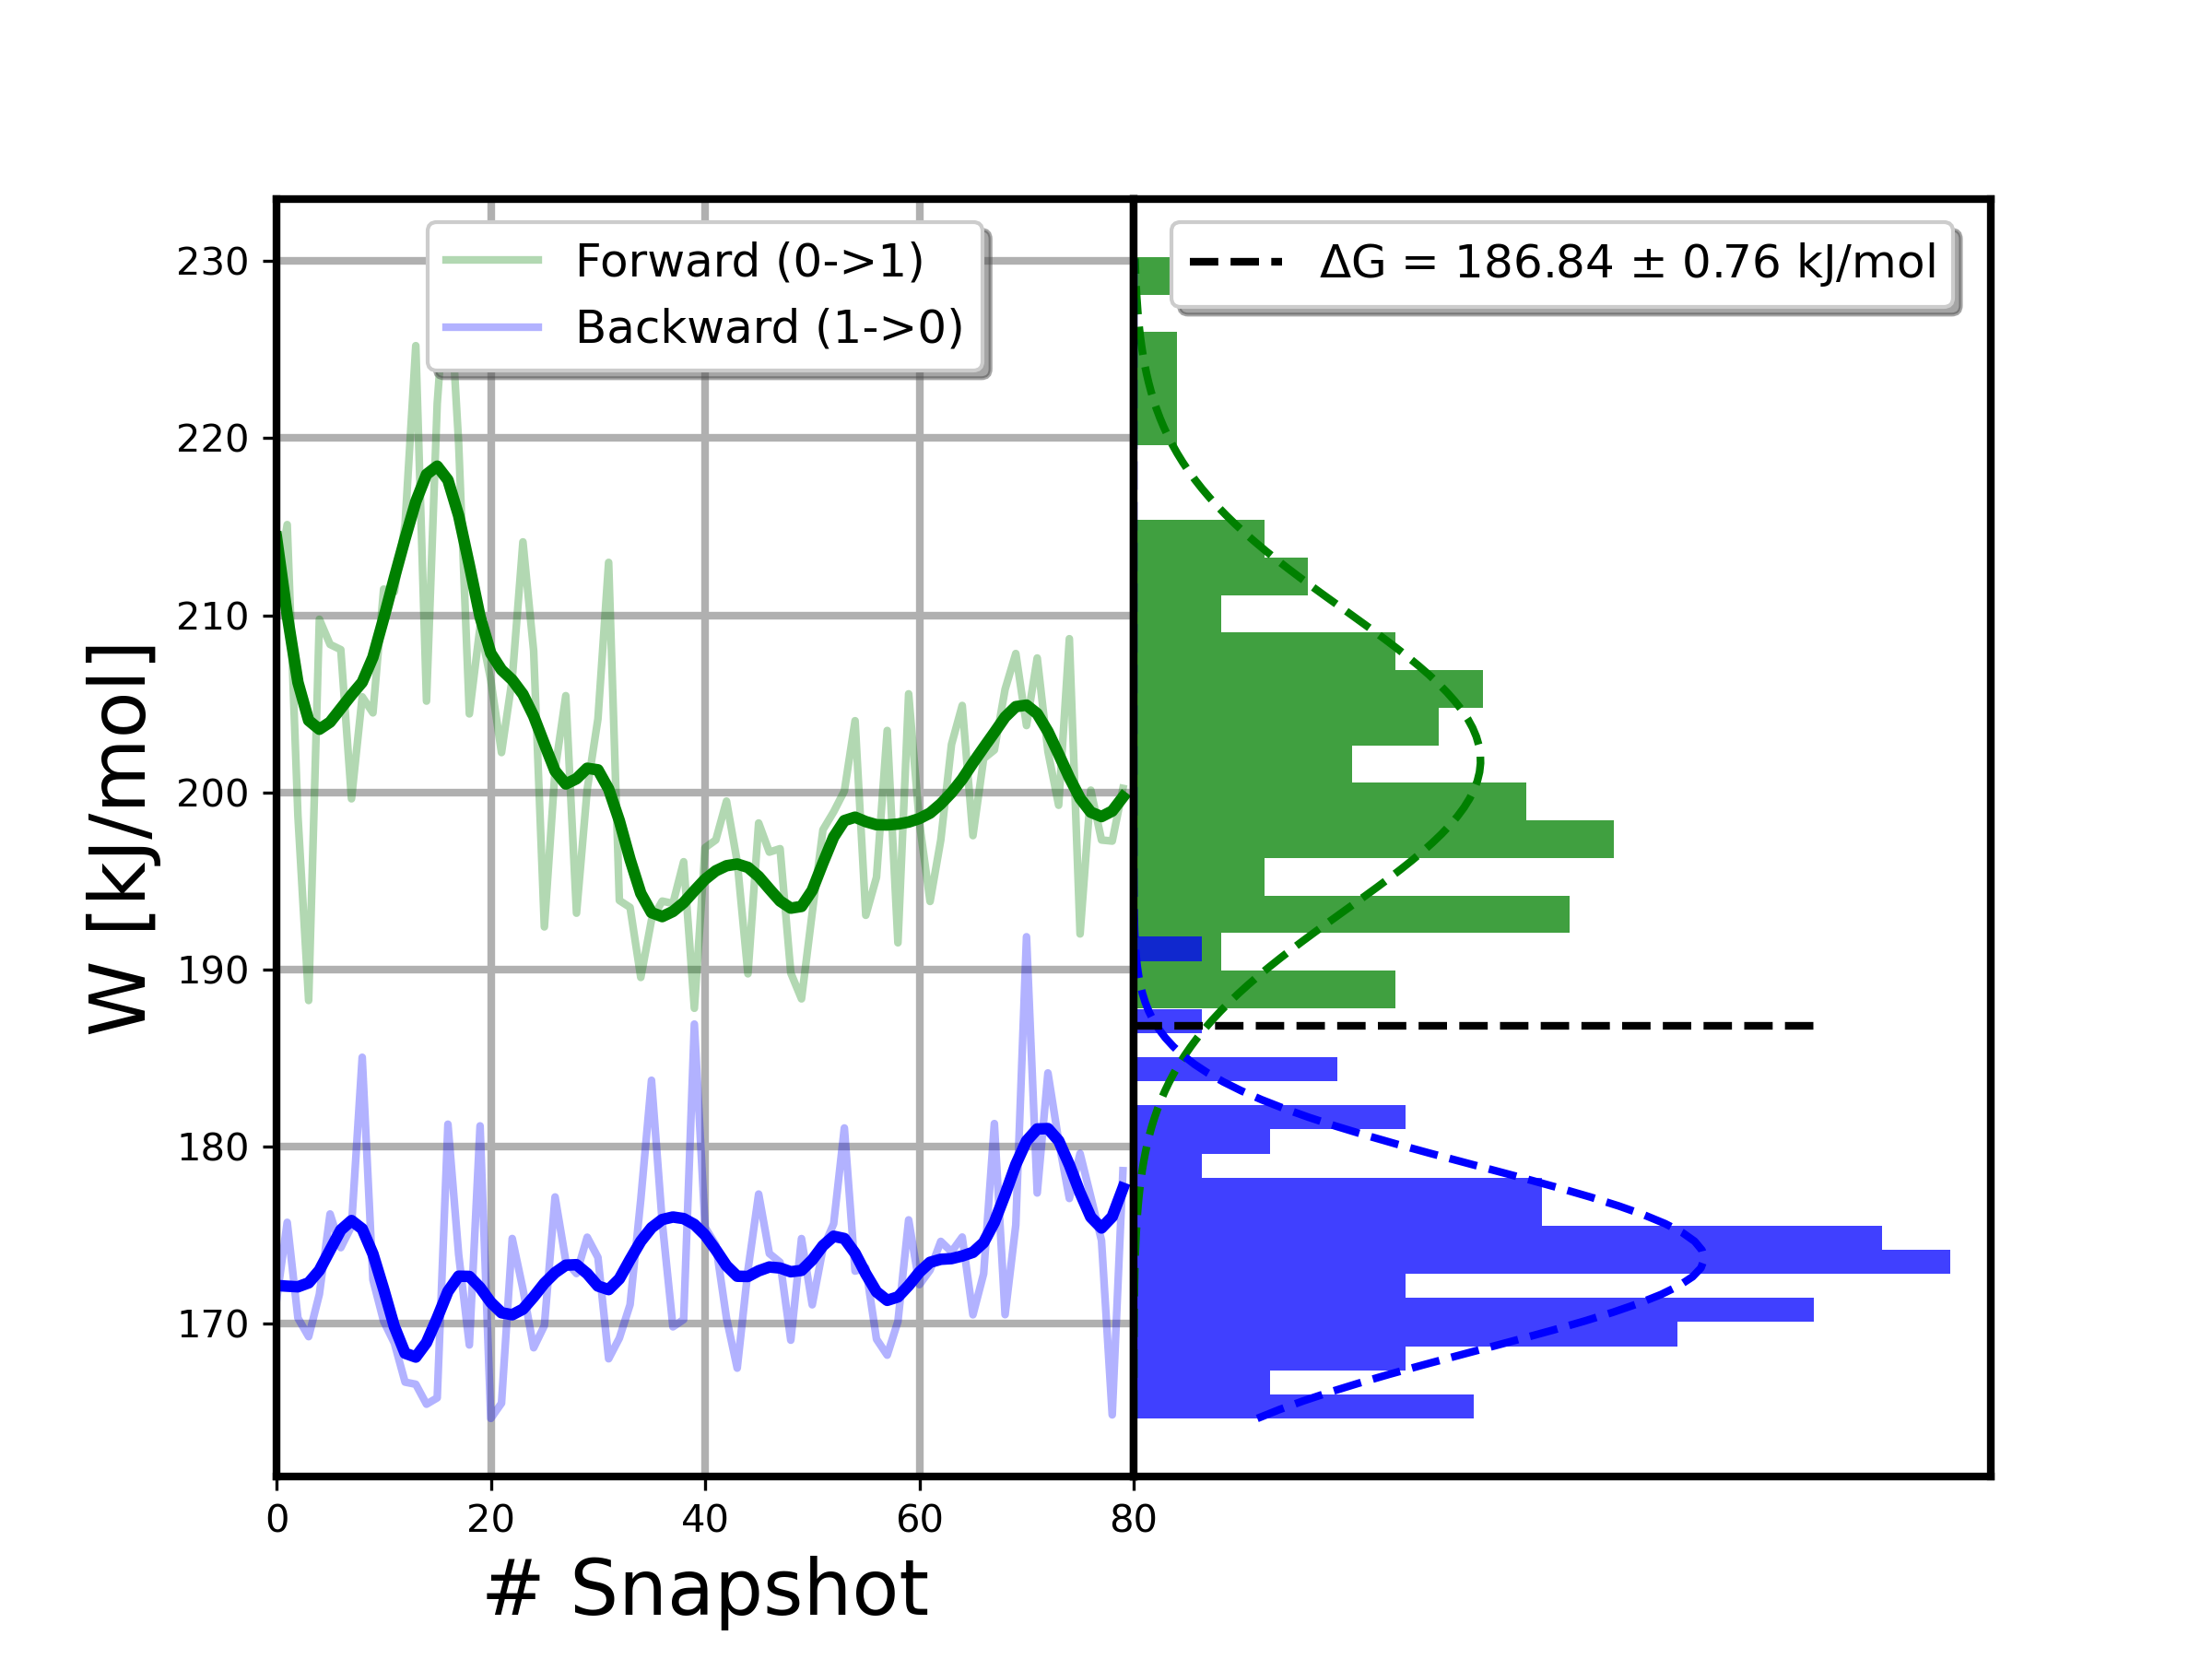 Forward (0->1)
Backward (1->0)
ΔG = 186.84 ± 0.76 kJ/mol
W [kJ/mol]
230
220
210
200
190
180
170
0 20 40 60 80
# Snapshot